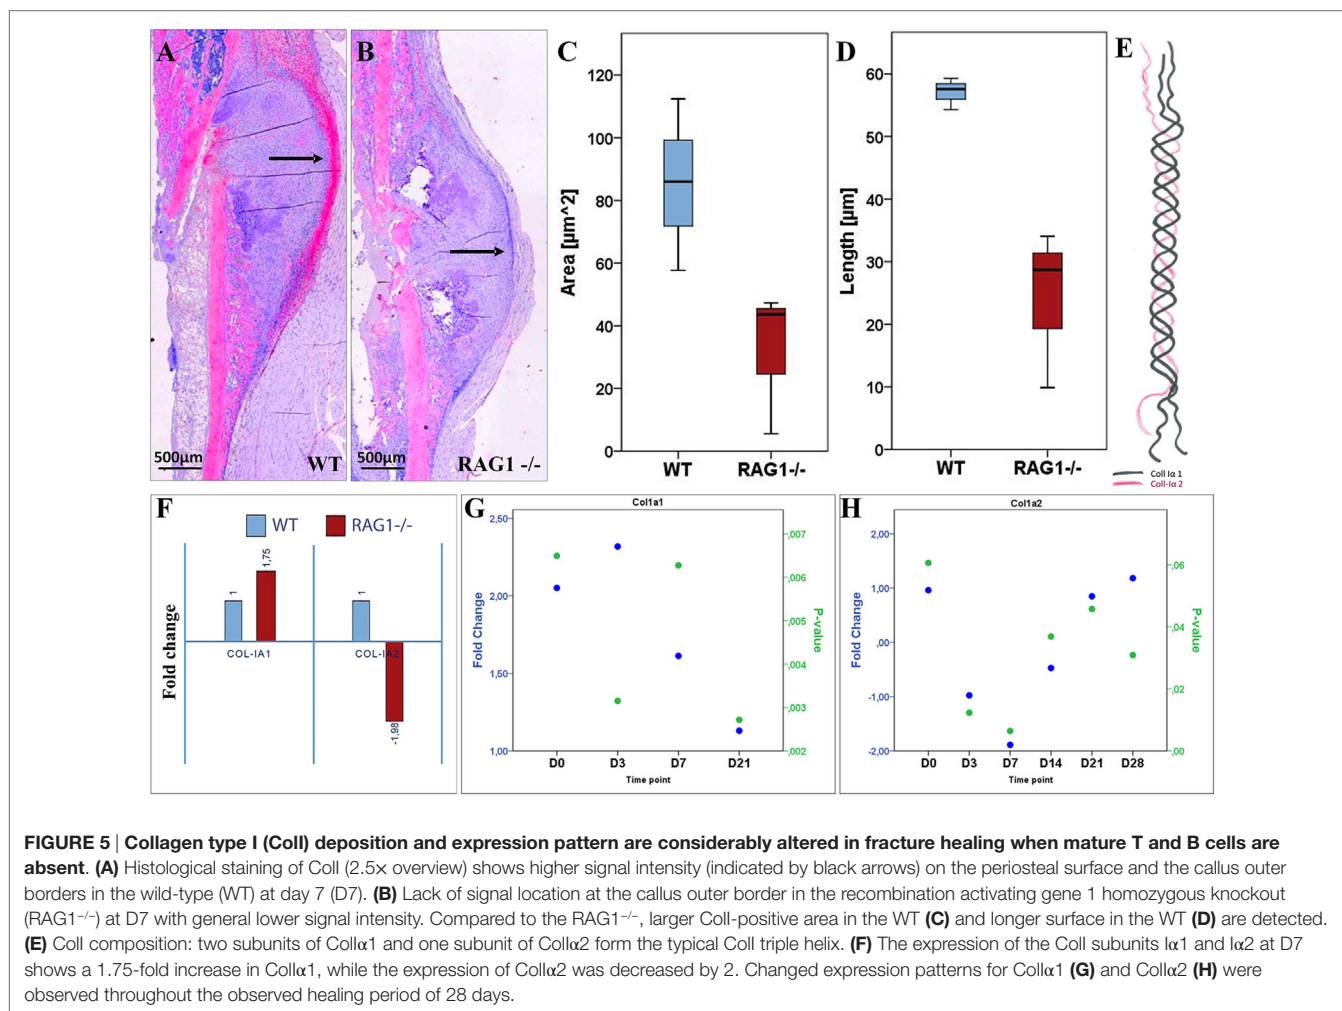 A
B
500µm
WT
500µm
RAG1 -/-
C
Area [µm^2]
120
100
80
60
40
20
0
WT
RAG1-/-
D
Length [µm]
60
50
40
30
20
10
0
WT
RAG1-/-
E
Coll Iα 1
Coll-Iα 2
F
WT
RAG1-/-
Fold change
1
1,75
COL-IA1
1
COL-IA2
-1,98
G
Col1a1
Fold Change
2,50
2,00
1,50
1,00
P-value
,007
,006
,005
,004
,003
,002
D0 D3 D7 D21
Time point
H
Col1a2
Fold Change
2,00
1,00
,00
-1,00
-2,00
P-value
,06
,04
,02
,00
D0 D3 D7 D14 D21 D28
Time point
FIGURE 5 | Collagen type I (ColI) deposition and expression pattern are considerably altered in fracture healing when mature T and B cells are
absent. (A) Histological staining of ColI (2.5× overview) shows higher signal intensity (indicated by black arrows) on the periosteal surface and the callus outer
borders in the wild-type (WT) at day 7 (D7). (B) Lack of signal location at the callus outer border in the recombination activating gene 1 homozygous knockout
(RAG1−/−) at D7 with general lower signal intensity. Compared to the RAG1−/−, larger ColI-positive area in the WT (C) and longer surface in the WT (D) are detected.
(E) ColI composition: two subunits of ColIα1 and one subunit of ColIα2 form the typical ColI triple helix. (F) The expression of the ColI subunits Iα1 and Iα2 at D7
shows a 1.75-fold increase in ColIα1, while the expression of ColIα2 was decreased by 2. Changed expression patterns for ColIα1 (G) and ColIα2 (H) were
observed throughout the observed healing period of 28 days.